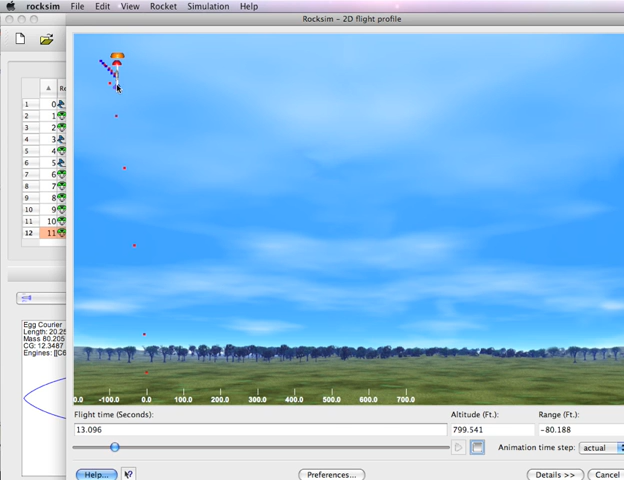 rocksim File Edit View Rocket Simulation Help
Rocksim - 2D flight profile
Re
1 0
2 1
3 2
4 3
5 4
6 5
7 6
8 7
9 8
10 9
11 10
12 11
Egg Courier
Length: 20.25
Mass 80.205
CG: 12.3487
Engines: [[C6
0.0 -100.0 0.0 100.0 200.0 300.0 400.0 500.0 600.0 700.0
Flight time (Seconds): Altitude (Ft.): Range (Ft.)
13.096 799.541 -80.188
Animation time step: actual
Help... ? Preferences... Details >> Cancel